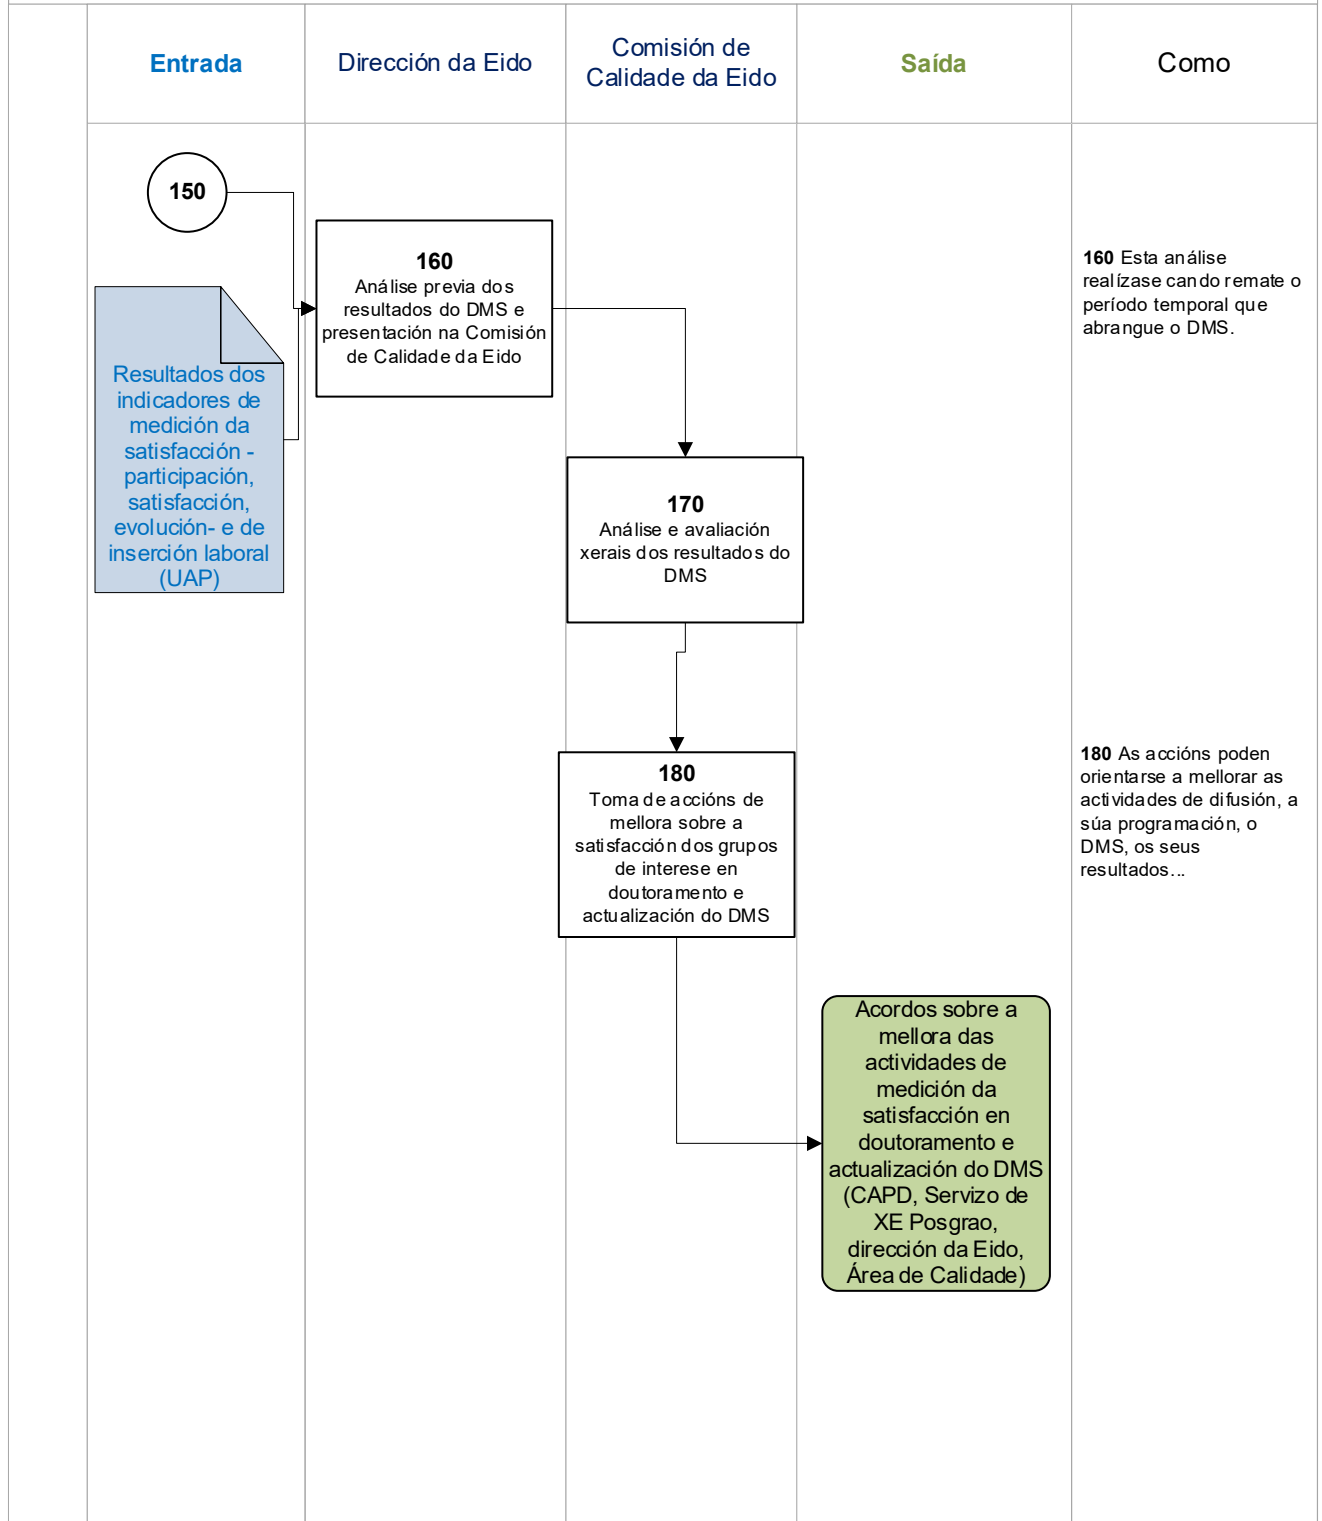 Entrada
Dirección da Eido
Comisión de
Calidade da Eido
Saída
Como
150
160
Análise previa dos
resultados do DMS e
presentación na Comisión
de Calidade da Eido
160 Esta análise
realízase cando remate o
período temporal que
abrangue o DMS.
Resultados dos
indicadores de
medición da
satisfacción -
participación,
satisfacción,
evolución- e de
inserción laboral
(UAP)
170
Análise e avaliación
xerais dos resultados do
DMS
180
Toma de accións de
mellora sobre a
satisfacción dos grupos
de interese en
doutoramento e
actualización do DMS
180 As accións poden
orientarse a mellorar as
actividades de difusión, a
súa programación, o
DMS, os seus
resultados...
Acordos sobre a
mellora das
actividades de
medición da
satisfacción en
doutoramento e
actualización do DMS
(CAPD, Servizo de
XE Posgrao,
dirección da Eido,
Área de Calidade)